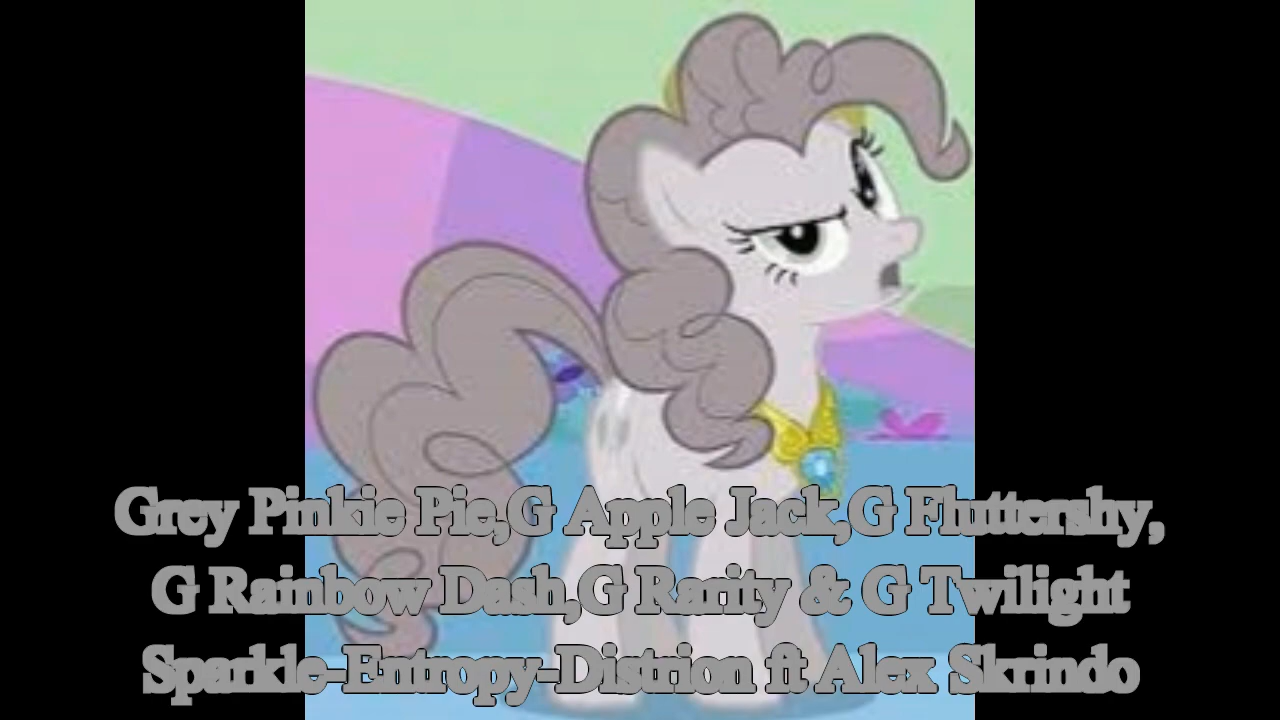 Grey Pinkie Pie,G Apple Jack,G Fluttershy,
G Rainbow Dash,G Rarity & G Twilight
Sparkle-Entropy-Distrion ft Alex Skrindo